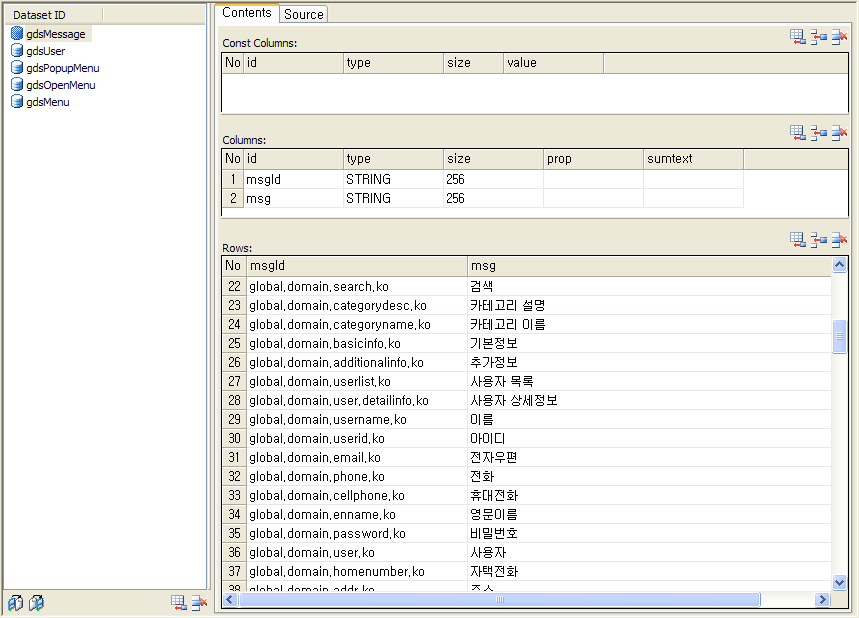 Dataset ID
gdsMessage
gdsUser
gdsPopupMenu
gdsOpenMenu
gdsMenu
Contents Source
Const Columns:
No id type size value
Columns:
No id type size prop sumtext
1 msgId STRING 256
2 msg STRING 256
Rows:
No msgId msg
22 global.domain.search.ko 검색
23 global.domain.categorydesc.ko 카테고리 설명
24 global.domain.categoryname.ko 카테고리 이름
25 global.domain.basicinfo.ko 기본정보
26 global.domain.additionalinfo.ko 추가정보
27 global.domain.userlist.ko 사용자 목록
28 global.domain.user.detailinfo.ko 사용자 상세정보
29 global.domain.username.ko 이름
30 global.domain.userid.ko 아이디
31 global.domain.email.ko 전자우편
32 global.domain.phone.ko 전화
33 global.domain.cellphone.ko 휴대전화
34 global.domain.enname.ko 영문이름
35 global.domain.password.ko 비밀번호
36 global.domain.user.ko 사용자
37 global.domain.homenumber.ko 자택전화
38 global.domain.addr.ko 주소